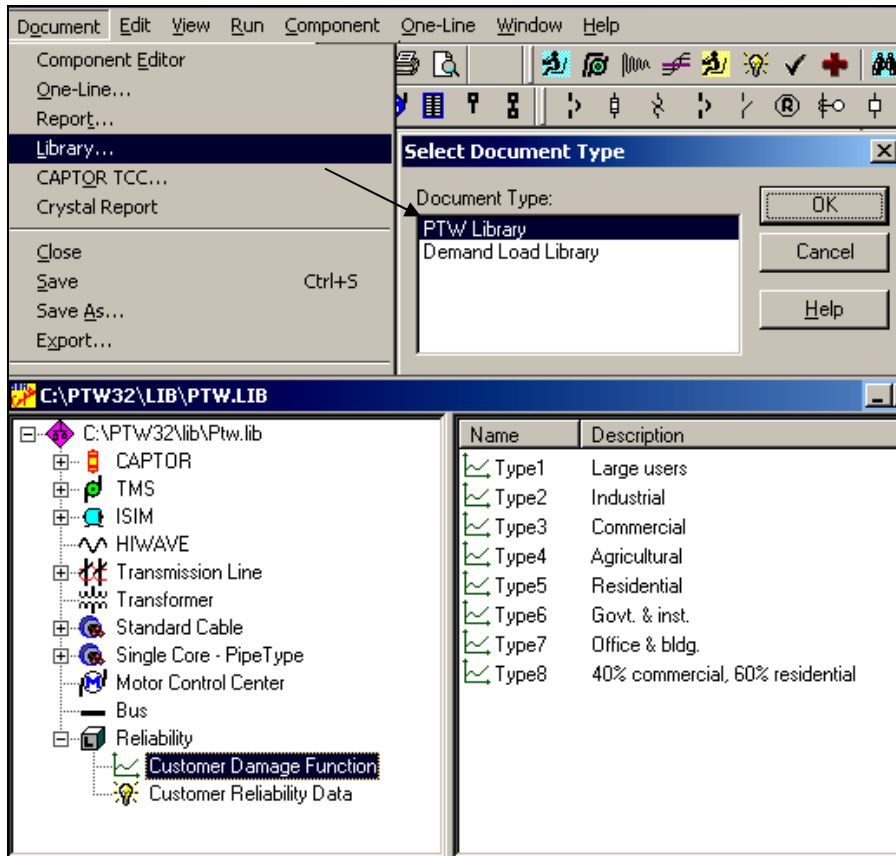 Document Edit View Run Component One-Line Window Help
Component Editor
One-Line...
Report...
Library...
CAPTOR TCC...
Crystal Report
Close
Save Ctrl+S
Save As...
Export...
Select Document Type
Document Type:
PTW Library
Demand Load Library
OK
Cancel
Help
C:\PTW32\LIB\PTW.LIB
C:\PTW32\lib\Ptw.lib
CAPTOR
TMS
ISIM
HIWAVE
Transmission Line
Transformer
Standard Cable
Single Core - PipeType
Motor Control Center
Bus
Reliability
Customer Damage Function
Customer Reliability Data
Name Description
Type1 Large users
Type2 Industrial
Type3 Commercial
Type4 Agricultural
Type5 Residential
Type6 Govt. & inst.
Type7 Office & bldg.
Type8 40% commercial, 60% residential